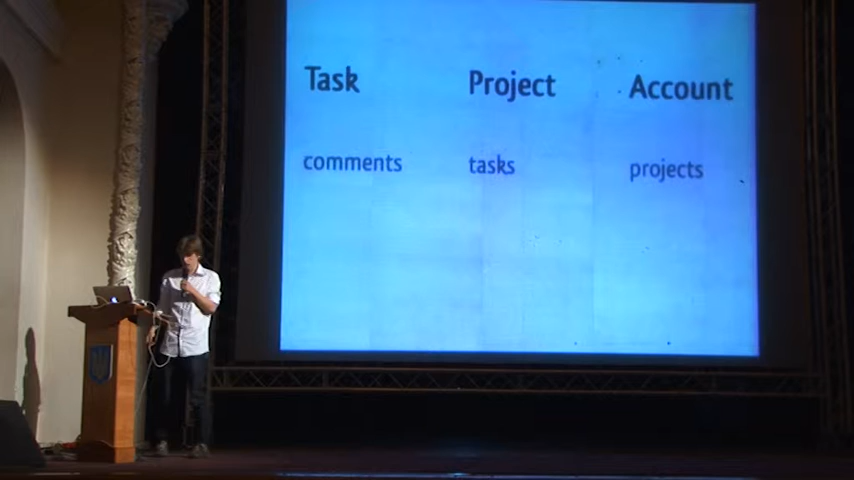 Task
Project
Account
comments
tasks
projects